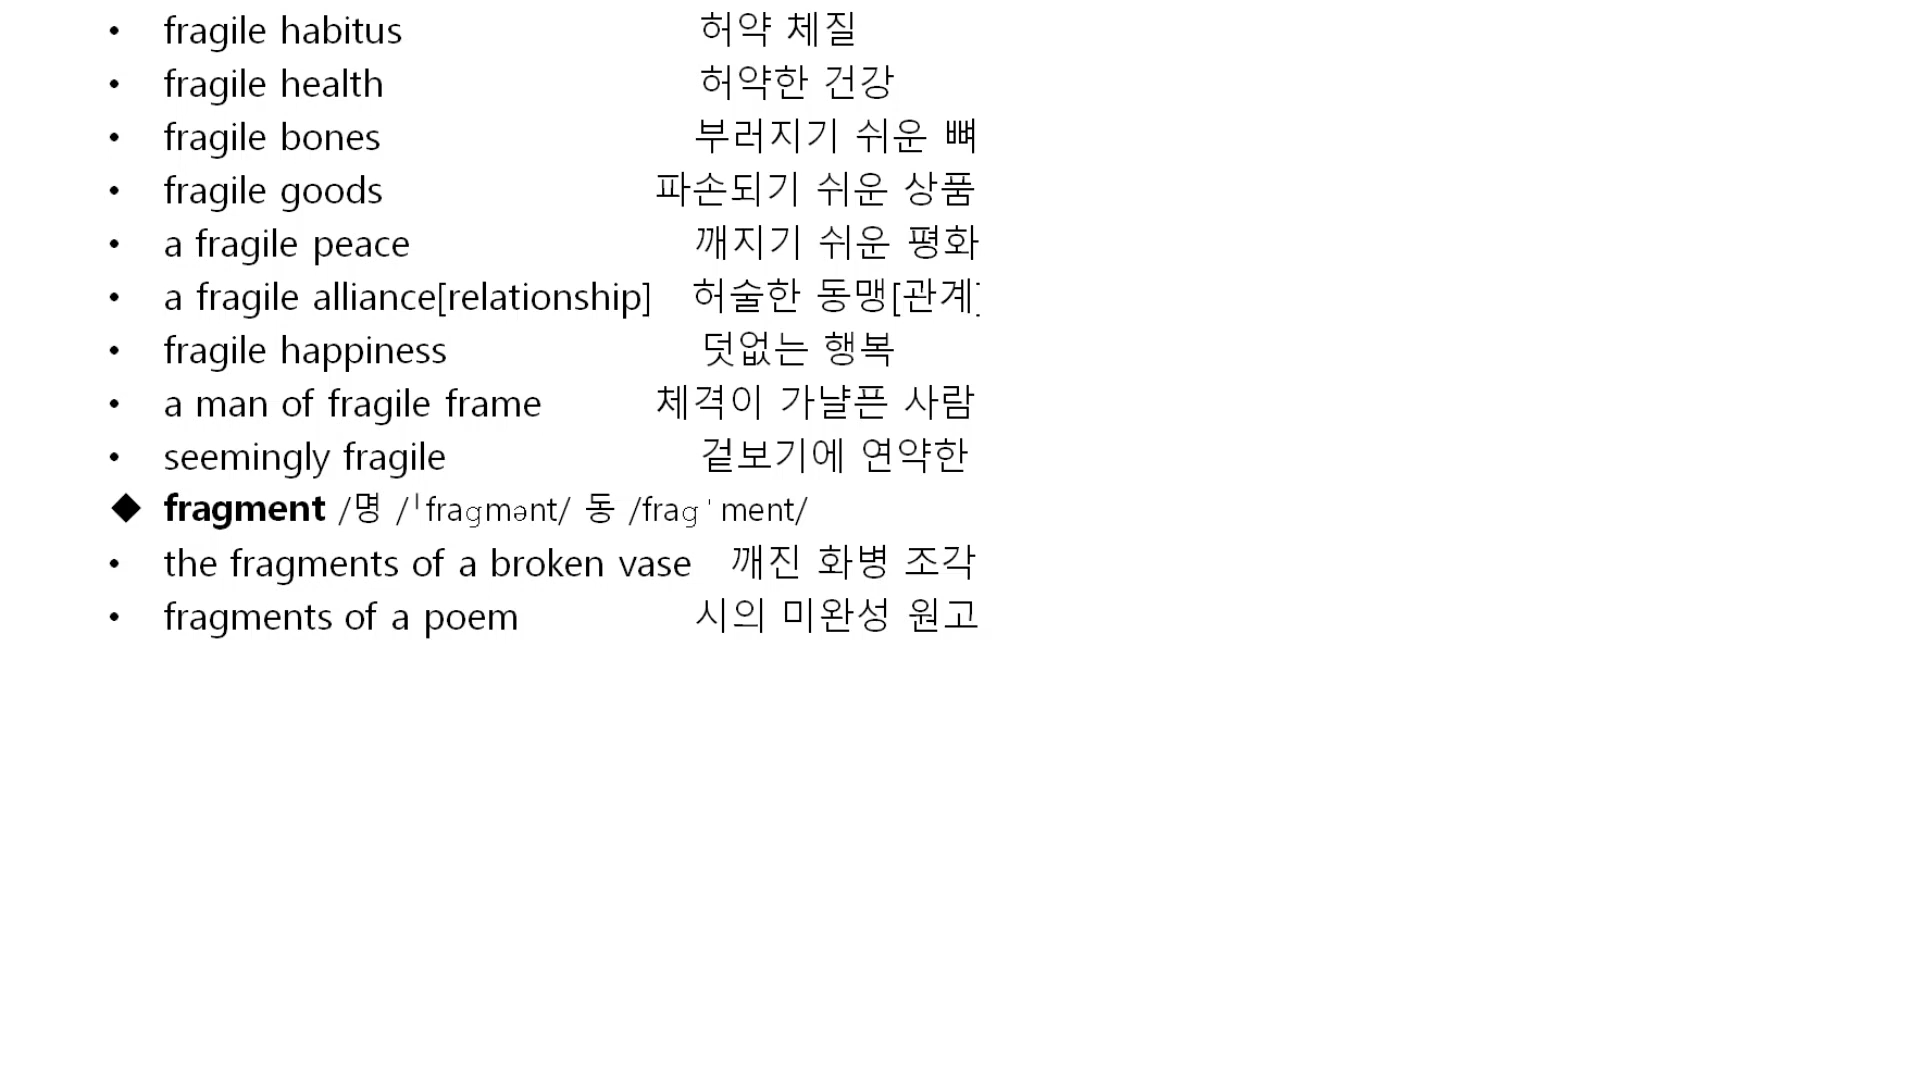 • fragile habitus 허약 체질
• fragile health 허약한 건강
• fragile bones 부러지기 쉬운 뼈
• fragile goods 파손되기 쉬운 상품
• a fragile peace 깨지기 쉬운 평화
• a fragile alliance[relationship] 허술한 동맹[관계]
• fragile happiness 덧없는 행복
• a man of fragile frame 체격이 가냘픈 사람
• seemingly fragile 겉보기에 연약한
◆ fragment /명 /ˈfraɡmənt/ 동 /fraɡˈment/
• the fragments of a broken vase 깨진 화병 조각
• fragments of a poem 시의 미완성 원고